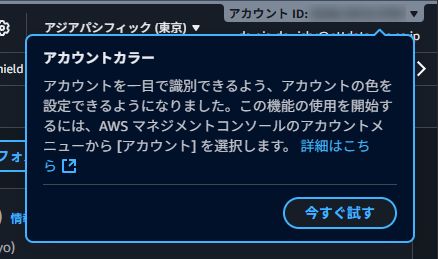 アカウント ID:
アジアパシフィック (東京)
アカウントカラー
アカウントを一目で識別できるよう、アカウントの色を
設定できるようになりました。この機能の使用を開始す
るには、AWS マネジメントコンソールのアカウントメ
ニューから [アカウント] を選択します。 詳細はこち
ら
今すぐ試す
hield
フォ
情報
yo)